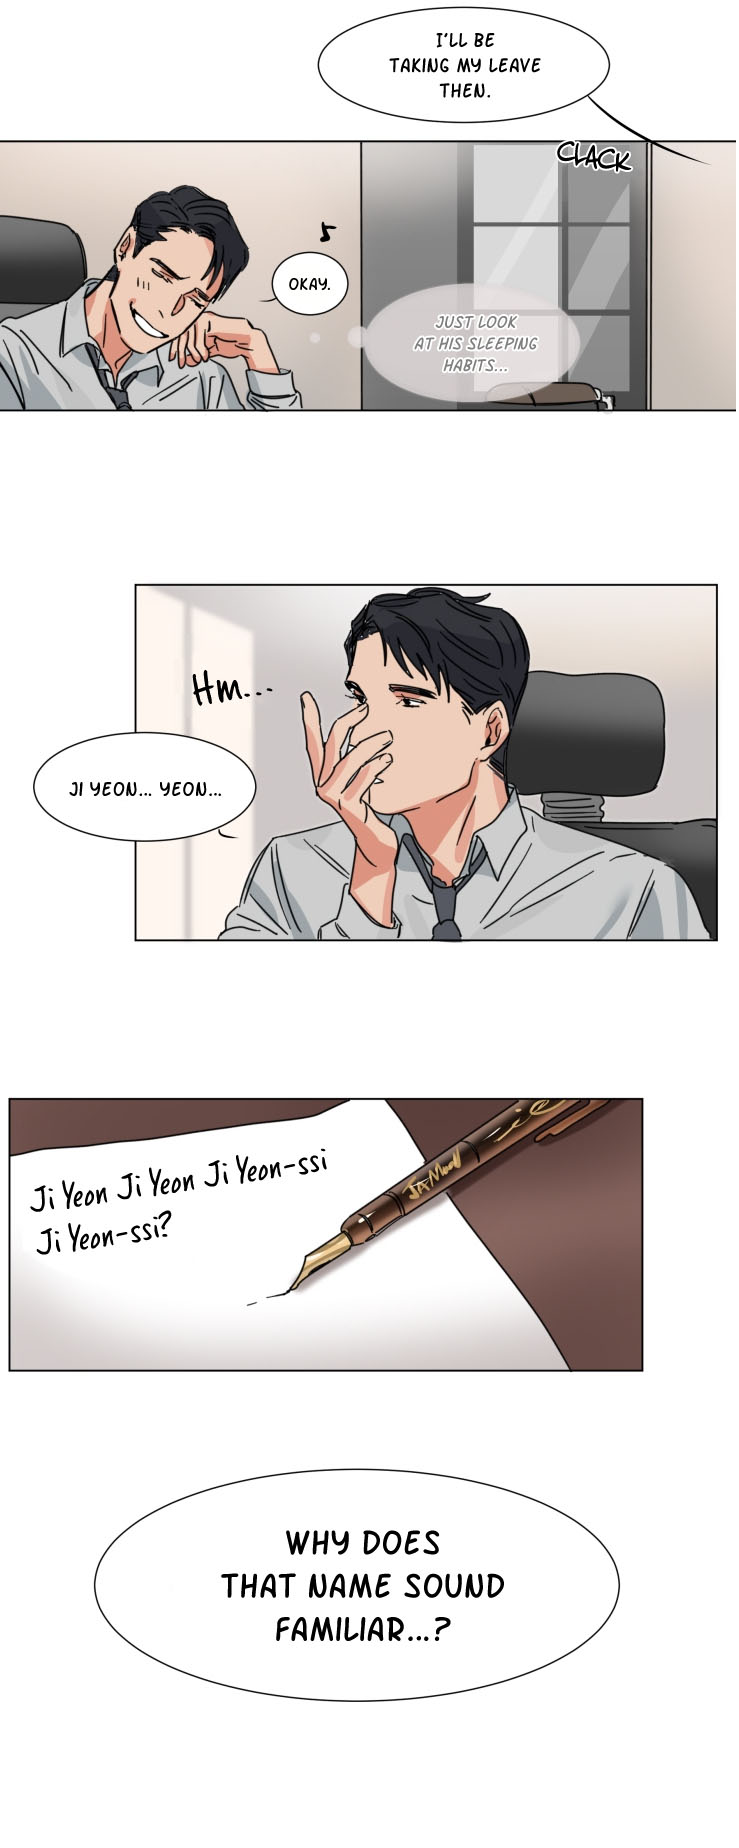 I'LL BE
TAKING MY LEAVE
THEN.
CLACK
OKAY.
JUST LOOK
AT HIS SLEEPING
HABITS...
HM...
JI YEON... YEON...
Ji Yeon Ji Yeon Ji Yeon-ssi
Ji Yeon-ssi?
WHY DOES
THAT NAME SOUND
FAMILIAR...?